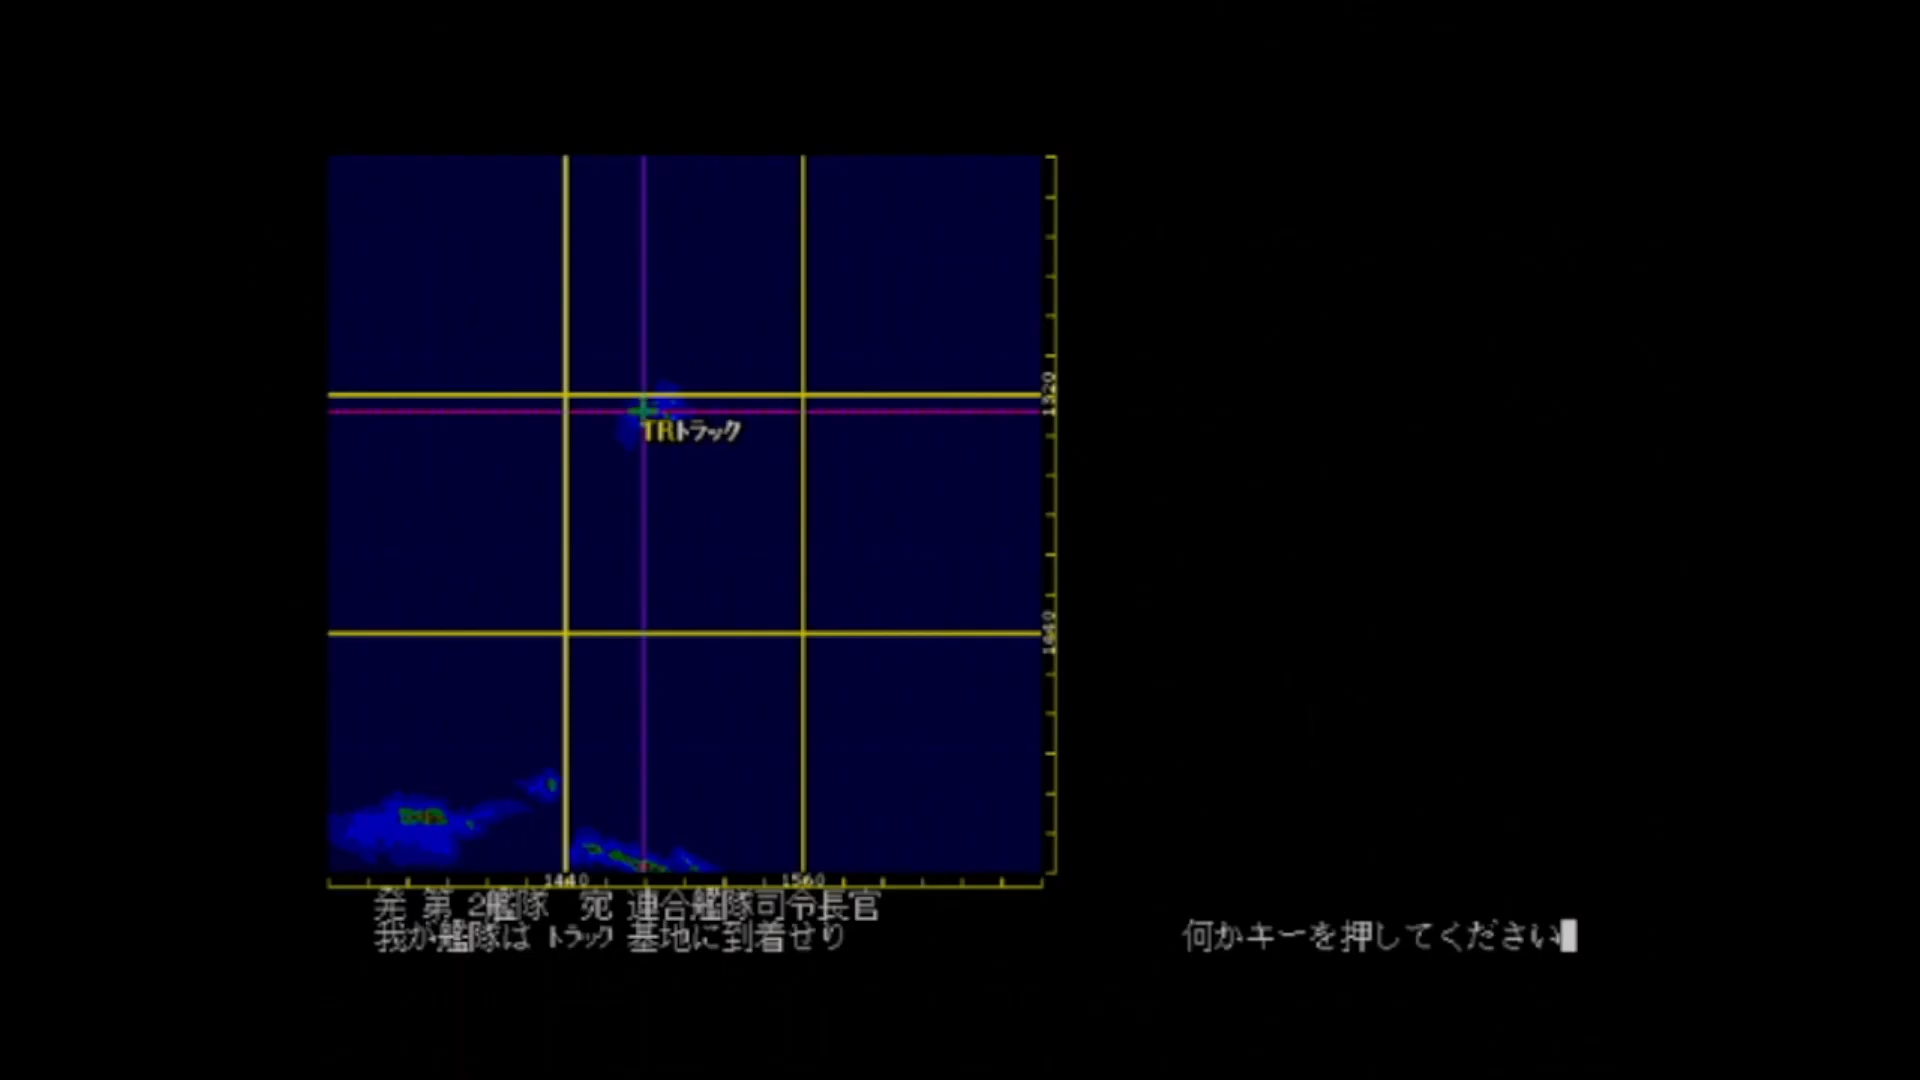 1320
TRトラック
1440
1440 1560
発 第 2艦隊 宛 連合艦隊司令長官
我が艦隊は トラック 基地に到着せり
何かキーを押してください